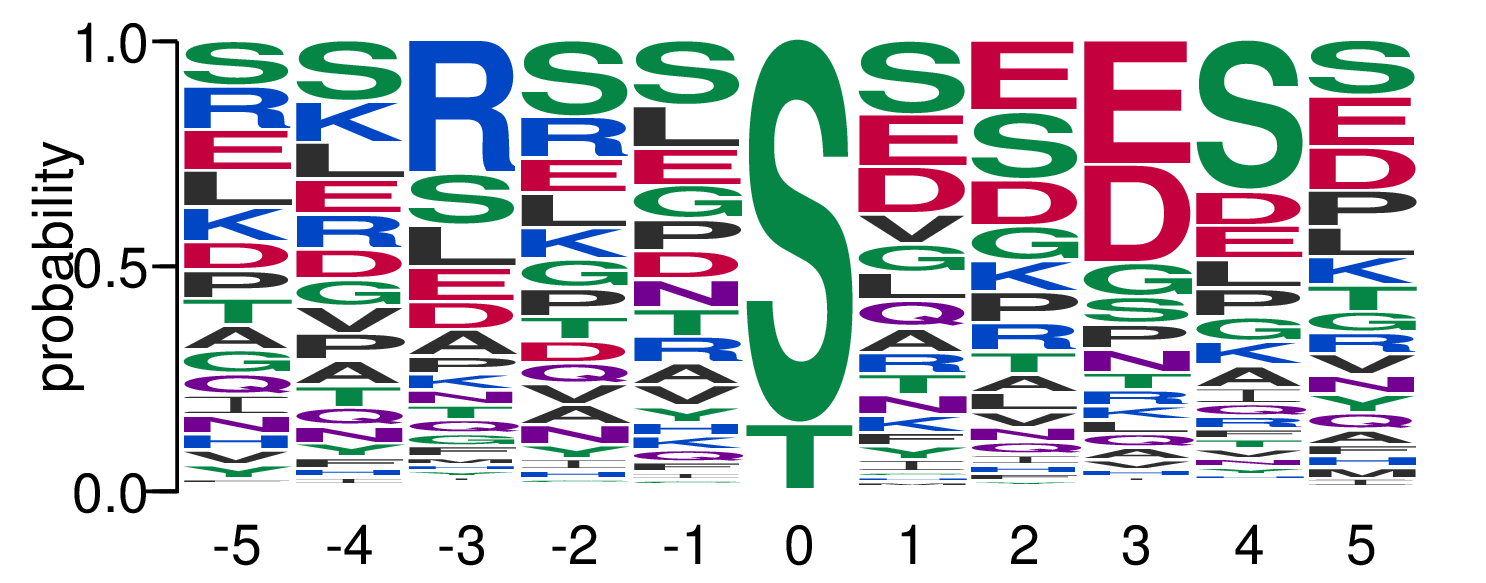 probability
1.0
0.5
0.0
S R E L K D P T A G Q I N H V Y
S K L E R D G V P A T Q N Y F H I
R S L E D A P K N T Q G F V H
S R E L K G P T D Q V A N I H
S L E G P D N T R A V Y H K Q F I
S T
S E D V G L Q A R T N K F Y I
E S D G K P R T A L V N Q I H
E D G S P N T R K L Q A V H
S D E L P G K A I Q F T V N Y H
S E D P L K T G R V N Y Q A F H M I
-5 -4 -3 -2 -1 0 1 2 3 4 5